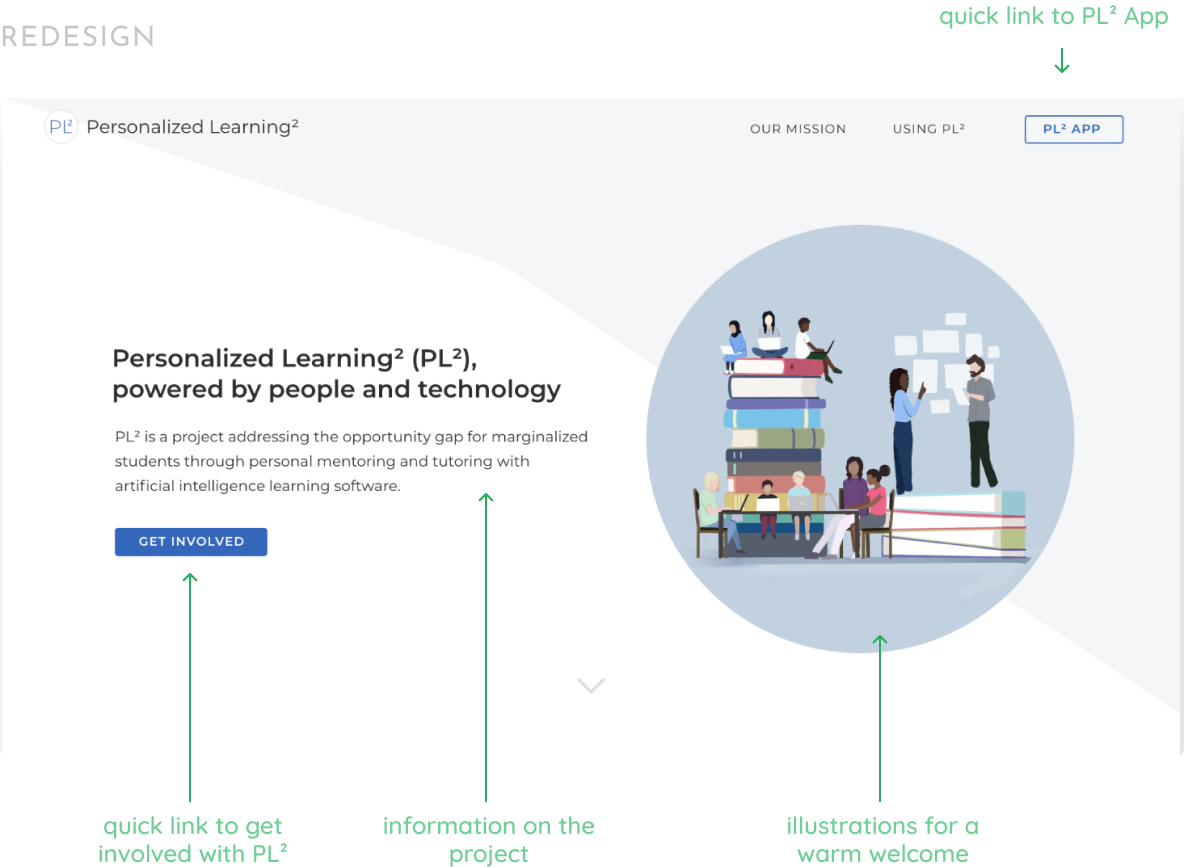 quick link to PL² App
REDESIGN
PL² Personalized Learning²
OUR MISSION
USING PL²
PL² APP
Personalized Learning² (PL²),
powered by people and technology
PL² is a project addressing the opportunity gap for marginalized
students through personal mentoring and tutoring with
artificial intelligence learning software.
GET INVOLVED
quick link to get
involved with PL²
information on the
project
illustrations for a
warm welcome